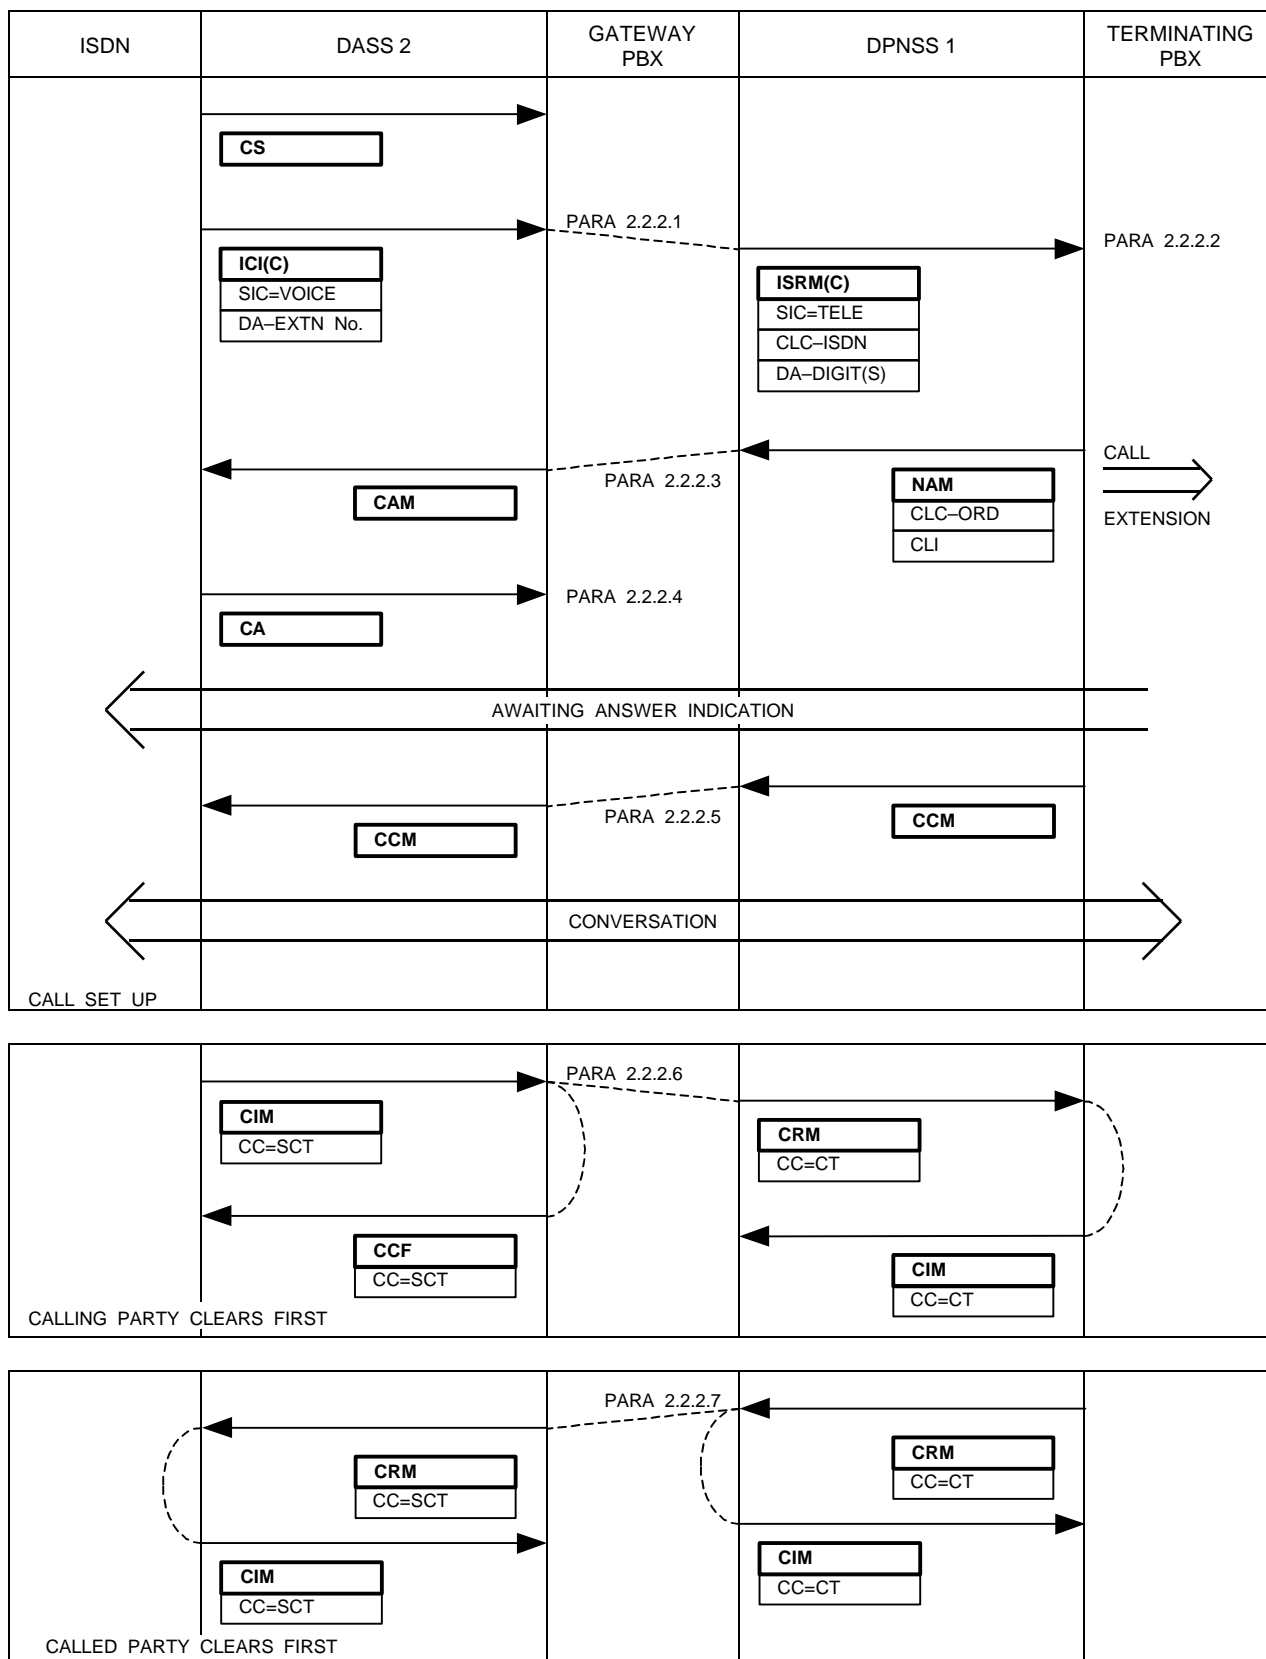 ISDN
DASS 2
GATEWAY
PBX
DPNSS 1
TERMINATING
PBX
CS
PARA 2.2.2.1
PARA 2.2.2.2
ICI(C)
SIC=VOICE
DA–EXTN No.
ISRM(C)
SIC=TELE
CLC–ISDN
DA–DIGIT(S)
PARA 2.2.2.3
CAM
NAM
CLC–ORD
CLI
CALL
EXTENSION
PARA 2.2.2.4
CA
AWAITING ANSWER INDICATION
PARA 2.2.2.5
CCM
CCM
CONVERSATION
CALL SET UP
PARA 2.2.2.6
CIM
CC=SCT
CRM
CC=CT
CCF
CC=SCT
CIM
CC=CT
CALLING PARTY CLEARS FIRST
PARA 2.2.2.7
CRM
CC=SCT
CRM
CC=CT
CIM
CC=SCT
CIM
CC=CT
CALLED PARTY CLEARS FIRST